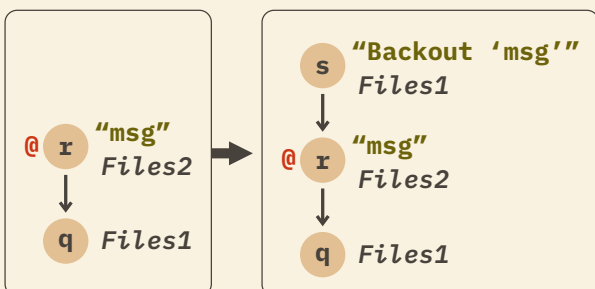 @ r “msg”
Files2
q Files1
s “Backout ‘msg’”
Files1
@ r “msg”
Files2
q Files1